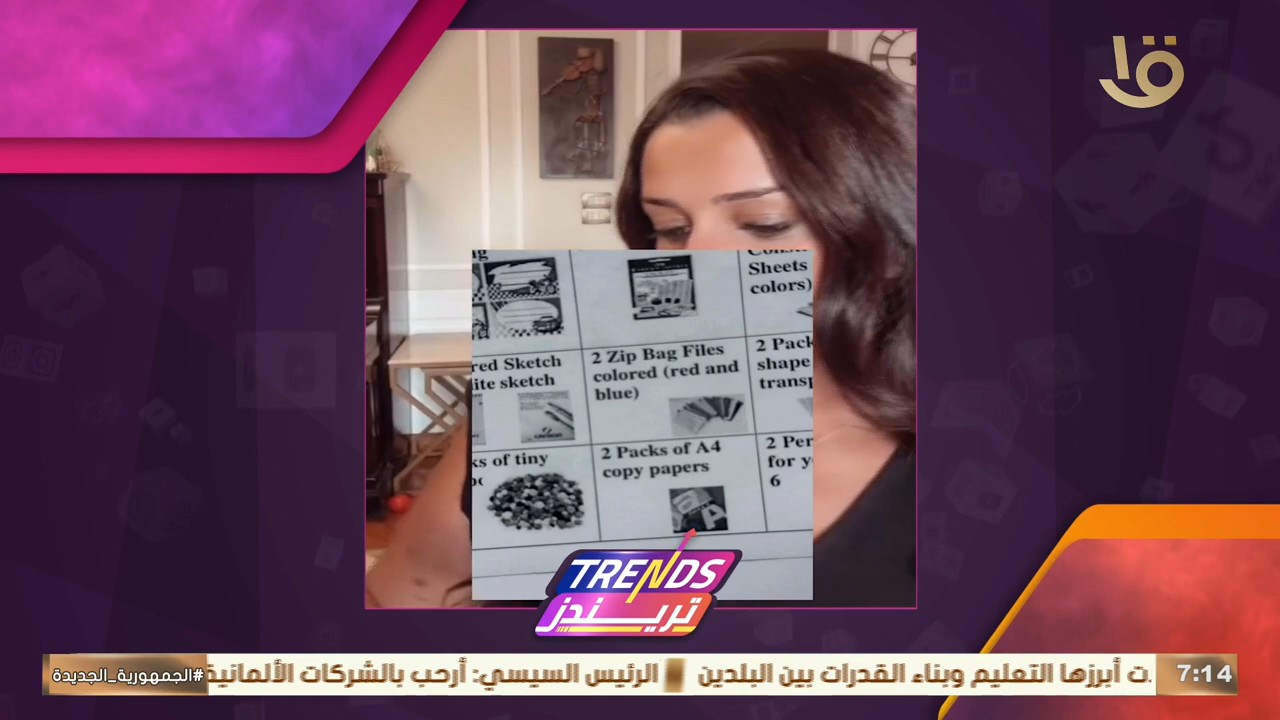 Sheets
colors)
red Sketch
ite sketch
2 Zip Bag Files
colored (red and
blue)
2 Pack
shape
transp
ks of tiny
2 Packs of A4
copy papers
2 Per
for y
6
TRENDS
تريندز
ت أبرزها التعليم وبناء القدرات بين البلدين
الرئيس السيسي: أرحب بالشركات الألمانية
#الجمهورية_الجديدة
7:14